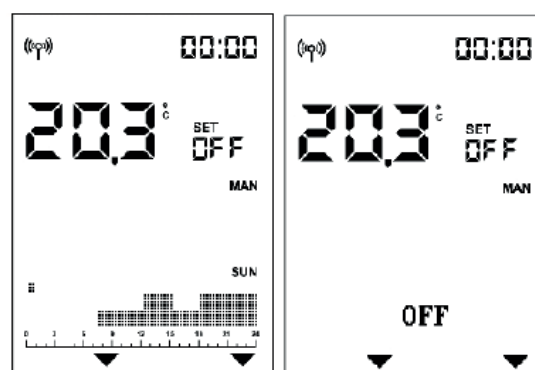 00:00
20.3 °C
SET
OFF
MAN
SUN
0 3 6 9 12 15 18 21 24
00:00
20.3 °C
SET
OFF
MAN
OFF